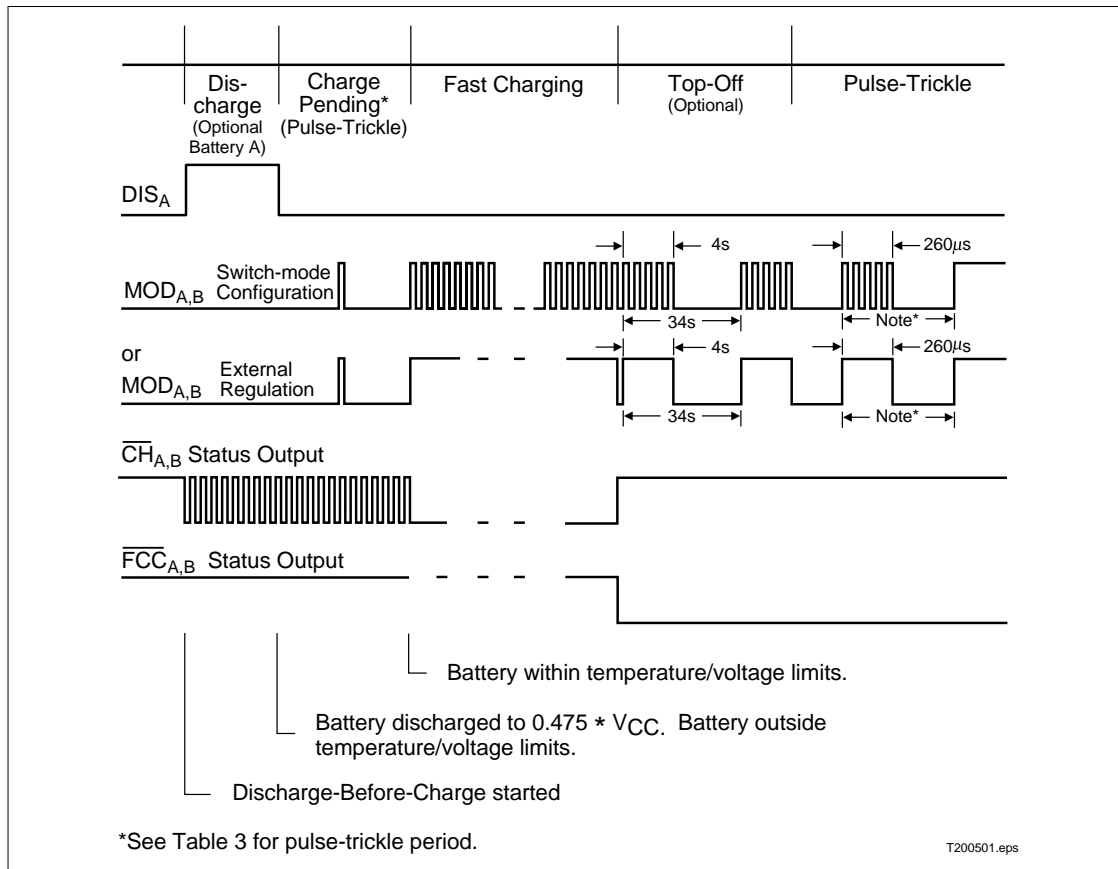 Dis-
charge
(Optional
Battery A)
Charge
Pending*
(Pulse-Trickle)
Fast Charging
Top-Off
(Optional)
Pulse-Trickle
DISA
4s
260µs
MODA,B
Switch-mode
Configuration
34s
Note*
or
MODA,B
External
Regulation
4s
260µs
34s
Note*
CHA,B Status Output
FCCA,B Status Output
Battery within temperature/voltage limits.
Battery discharged to 0.475 * VCC. Battery outside
temperature/voltage limits.
Discharge-Before-Charge started
*See Table 3 for pulse-trickle period.
T200501.eps